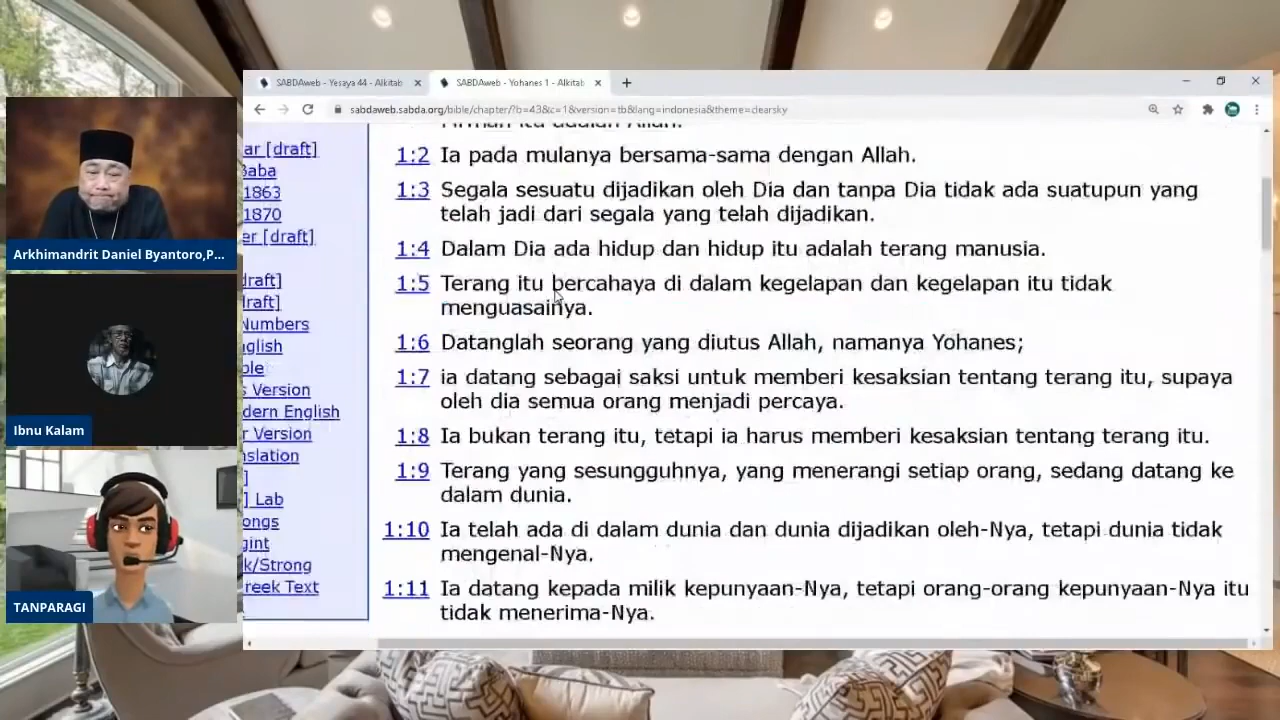 SABDAweb - Yesaya 44 - Alkitab
SABDAweb - Yohanes 1 - Alkitab
sabdaweb.sabda.org/bible/chapter/?b=43&c=1&version=tb&lang=indonesia&theme=clearsky
ar [draft]
Baba
1863
1870
er [draft]
draft]
draft]
Numbers
nglish
ble
s Version
dern English
r Version
nslation
]
] Lab
ongs
gint
k/Strong
reek Text
Firman itu adalah Allah.
1:2 Ia pada mulanya bersama-sama dengan Allah.
1:3 Segala sesuatu dijadikan oleh Dia dan tanpa Dia tidak ada suatupun yang
telah jadi dari segala yang telah dijadikan.
1:4 Dalam Dia ada hidup dan hidup itu adalah terang manusia.
1:5 Terang itu bercahaya di dalam kegelapan dan kegelapan itu tidak
menguasainya.
1:6 Datanglah seorang yang diutus Allah, namanya Yohanes;
1:7 ia datang sebagai saksi untuk memberi kesaksian tentang terang itu, supaya
oleh dia semua orang menjadi percaya.
1:8 Ia bukan terang itu, tetapi ia harus memberi kesaksian tentang terang itu.
1:9 Terang yang sesungguhnya, yang menerangi setiap orang, sedang datang ke
dalam dunia.
1:10 Ia telah ada di dalam dunia dan dunia dijadikan oleh-Nya, tetapi dunia tidak
mengenal-Nya.
1:11 Ia datang kepada milik kepunyaan-Nya, tetapi orang-orang kepunyaan-Nya itu
tidak menerima-Nya.
Arkhimandrit Daniel Byantoro,P...
Ibnu Kalam
TANPARAGI